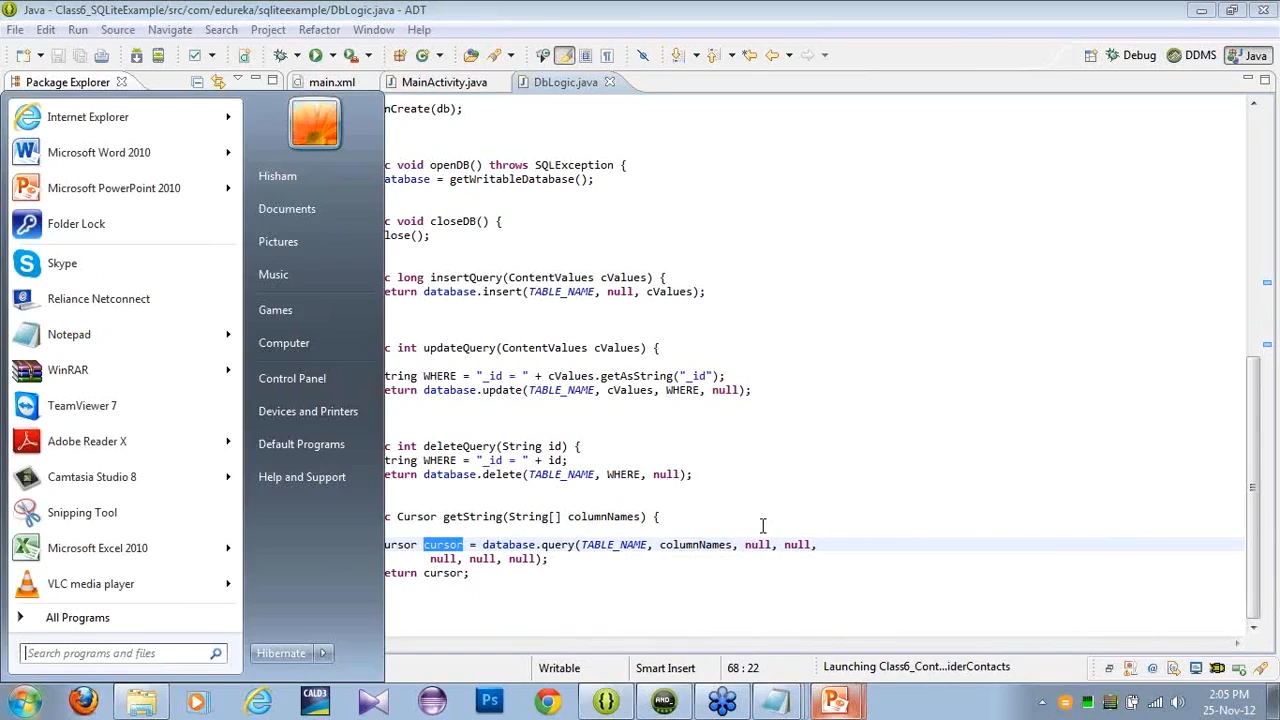 Java - Class6_SQLiteExample/src/com/edureka/sqliteexample/DbLogic.java - ADT
File Edit Run Source Navigate Search Project Refactor Window Help
Debug DDMS Java
Package Explorer main.xml MainActivity.java DbLogic.java
Internet Explorer
Microsoft Word 2010
Microsoft PowerPoint 2010
Folder Lock
Skype
Reliance Netconnect
Notepad
WinRAR
TeamViewer 7
Adobe Reader X
Camtasia Studio 8
Snipping Tool
Microsoft Excel 2010
VLC media player
All Programs
Search programs and files
Hisham
Documents
Pictures
Music
Games
Computer
Control Panel
Devices and Printers
Default Programs
Help and Support
Hibernate
nCreate(db);
c void openDB() throws SQLException {
atabase = getWritableDatabase();
c void closeDB() {
lose();
c long insertQuery(ContentValues cValues) {
eturn database.insert(TABLE_NAME, null, cValues);
c int updateQuery(ContentValues cValues) {
tring WHERE = "_id = " + cValues.getAsString("_id");
eturn database.update(TABLE_NAME, cValues, WHERE, null);
c int deleteQuery(String id) {
tring WHERE = "_id = " + id;
eturn database.delete(TABLE_NAME, WHERE, null);
c Cursor getString(String[] columnNames) {
ursor cursor = database.query(TABLE_NAME, columnNames, null, null,
null, null, null);
eturn cursor;
Writable Smart Insert 68 : 22 Launching Class6_Cont...iderContacts
CALD3 Ps AND_
2:05 PM
25-Nov-12